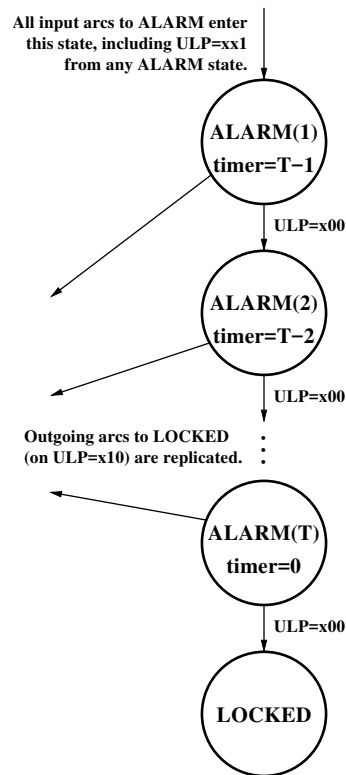 All input arcs to ALARM enter
this state, including ULP=xx1
from any ALARM state.
ALARM(1)
timer=T−1
ULP=x00
ALARM(2)
timer=T−2
ULP=x00
Outgoing arcs to LOCKED
(on ULP=x10) are replicated.
ALARM(T)
timer=0
ULP=x00
LOCKED